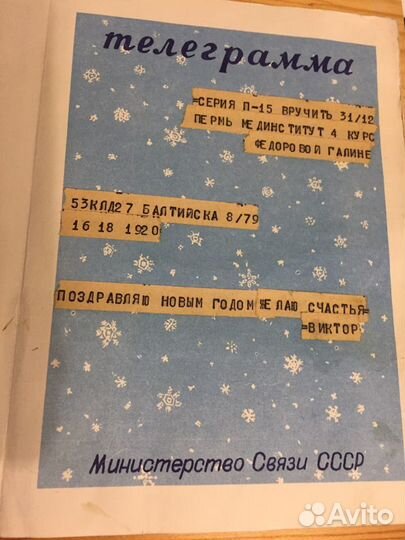 телеграмма
=СЕРИЯ П-15 ВРУЧИТЬ 31/12
ПЕРМЬ МЕДИНСТИТУТ 4 КУРС
ФЕДОРОВОЙ ГАЛИНЕ
53КЛД27 БАЛТИЙСКА 8/79
16 18 1920
ПОЗДРАВЛЯЮ НОВЫМ ГОДОМ ЖЕЛАЮ СЧАСТЬЯ=
=ВИКТОР
Министерство Связи СССР
Avito